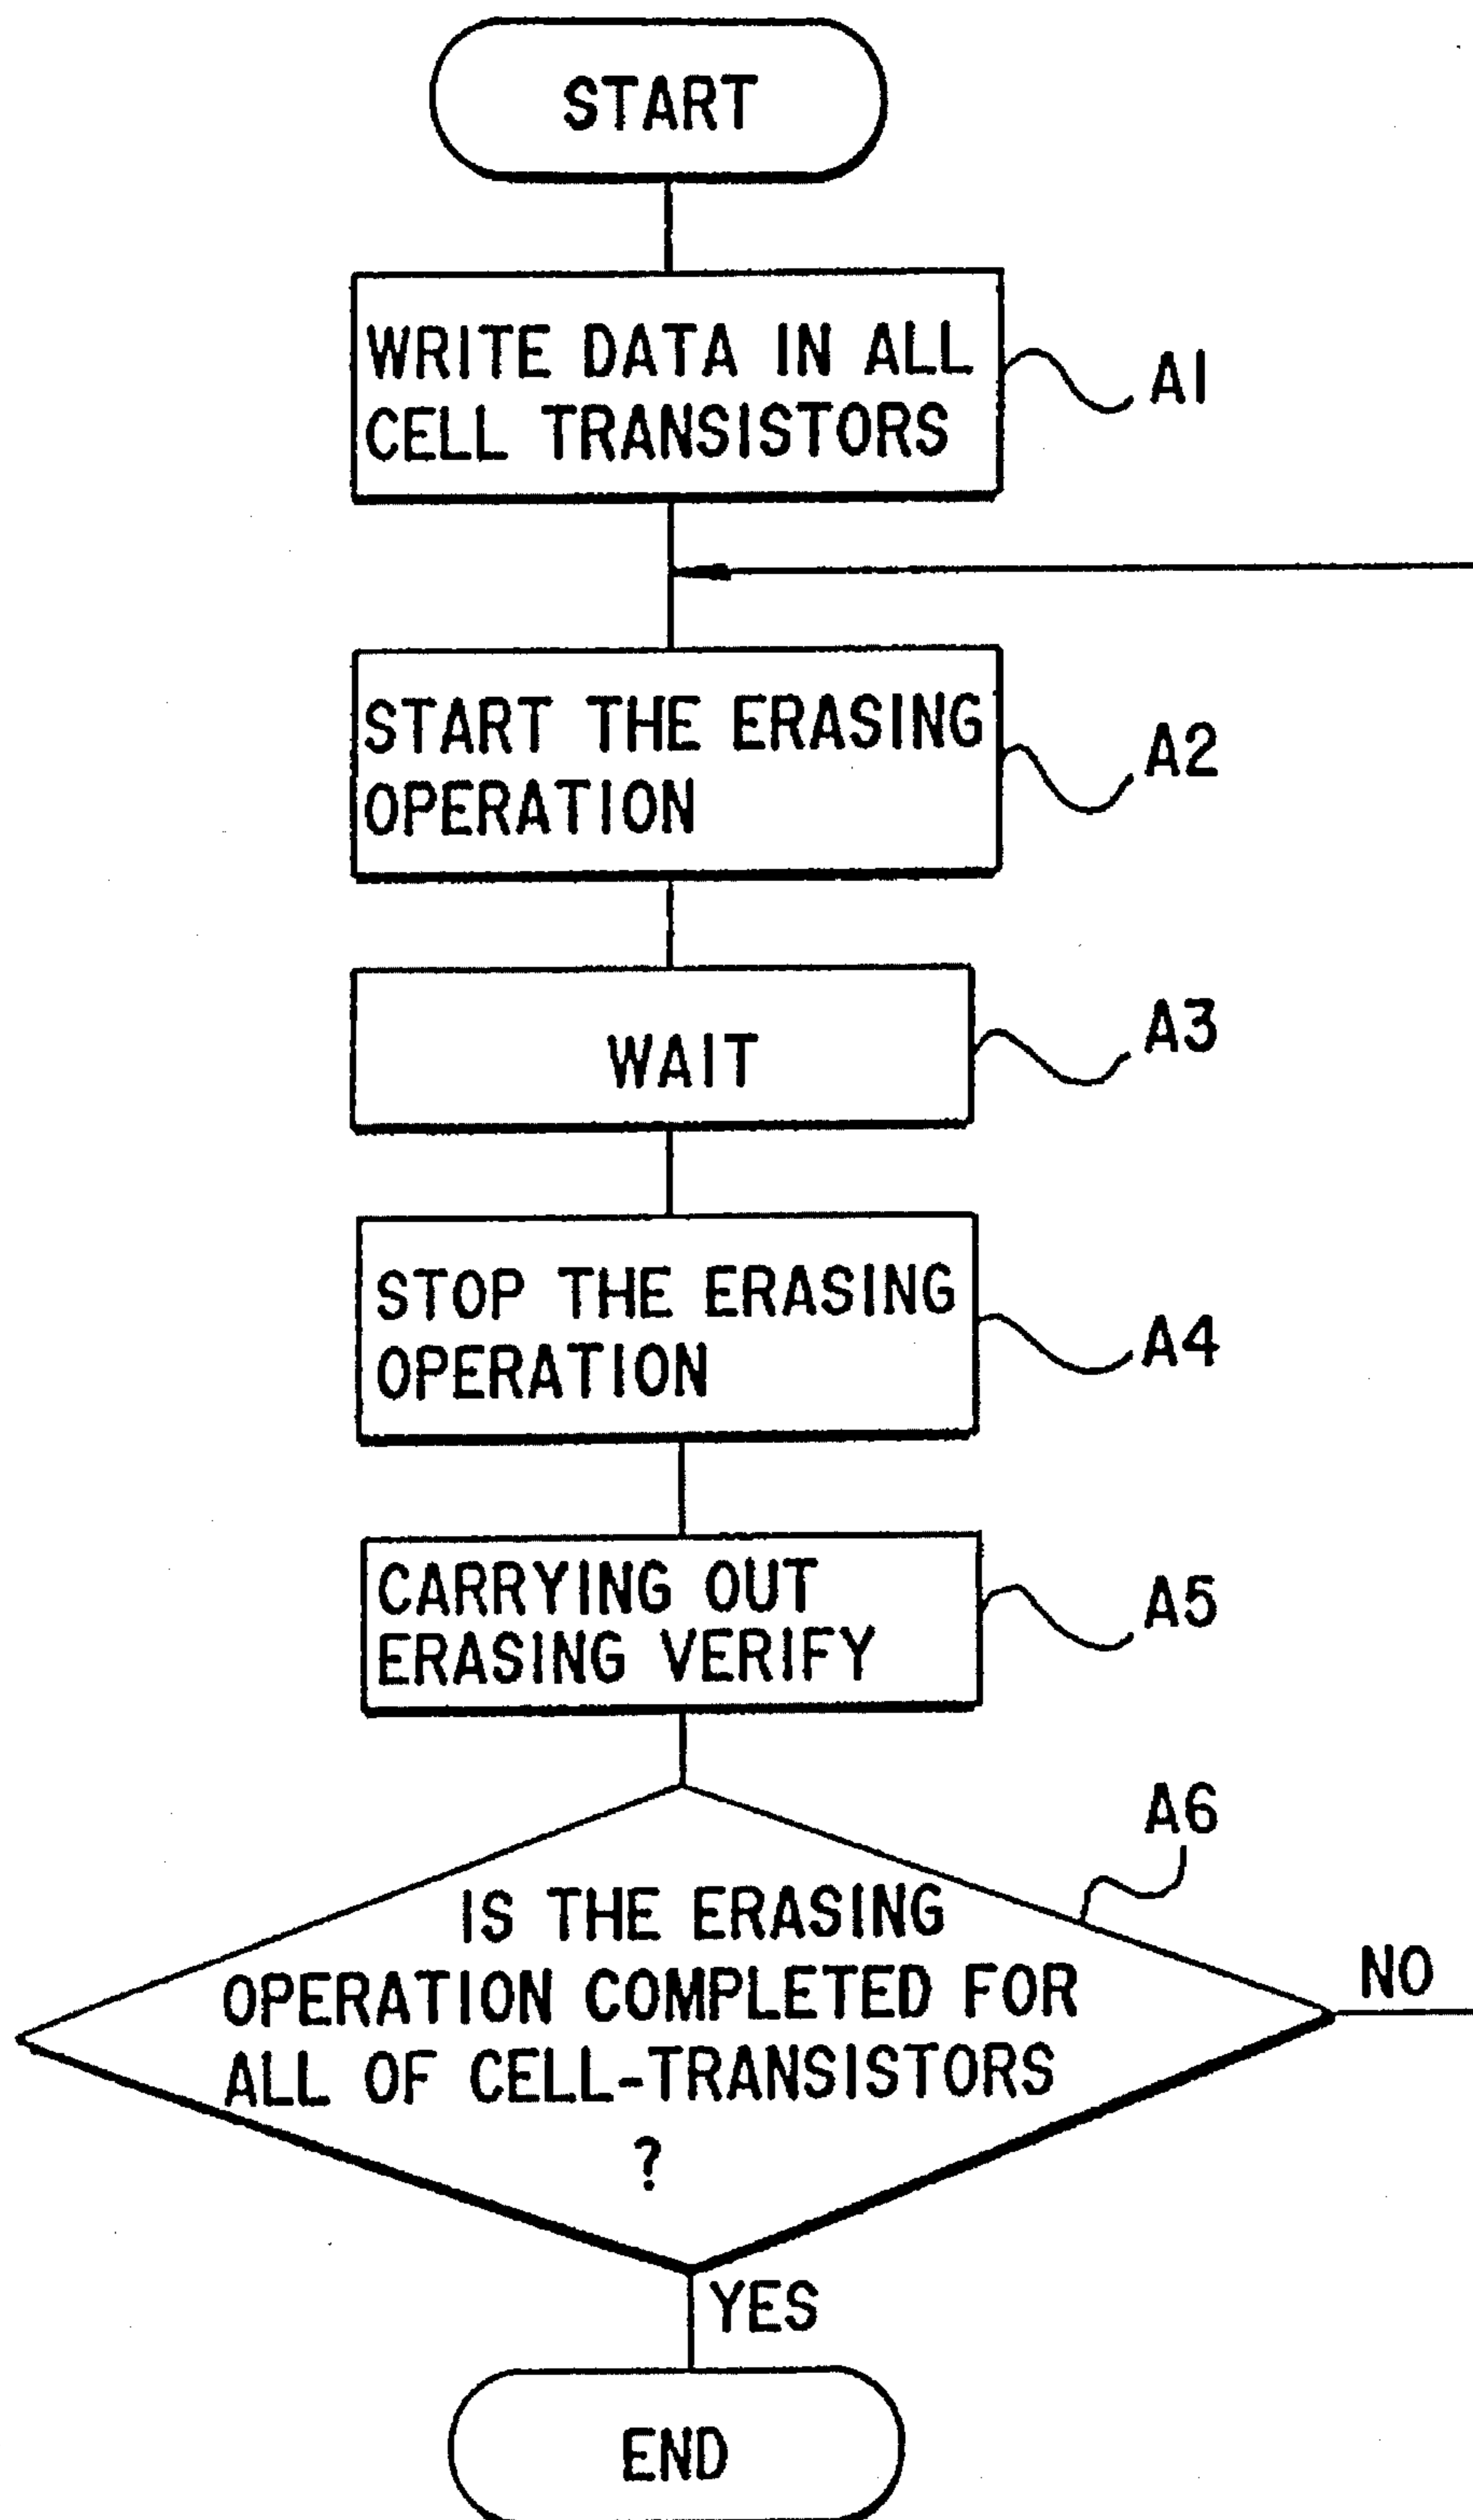 START
WRITE DATA IN ALL
CELL TRANSISTORS
A1
START THE ERASING
OPERATION
A2
WAIT
A3
STOP THE ERASING
OPERATION
A4
CARRYING OUT
ERASING VERIFY
A5
A6
IS THE ERASING
OPERATION COMPLETED FOR
ALL OF CELL-TRANSISTORS
?
NO
YES
END